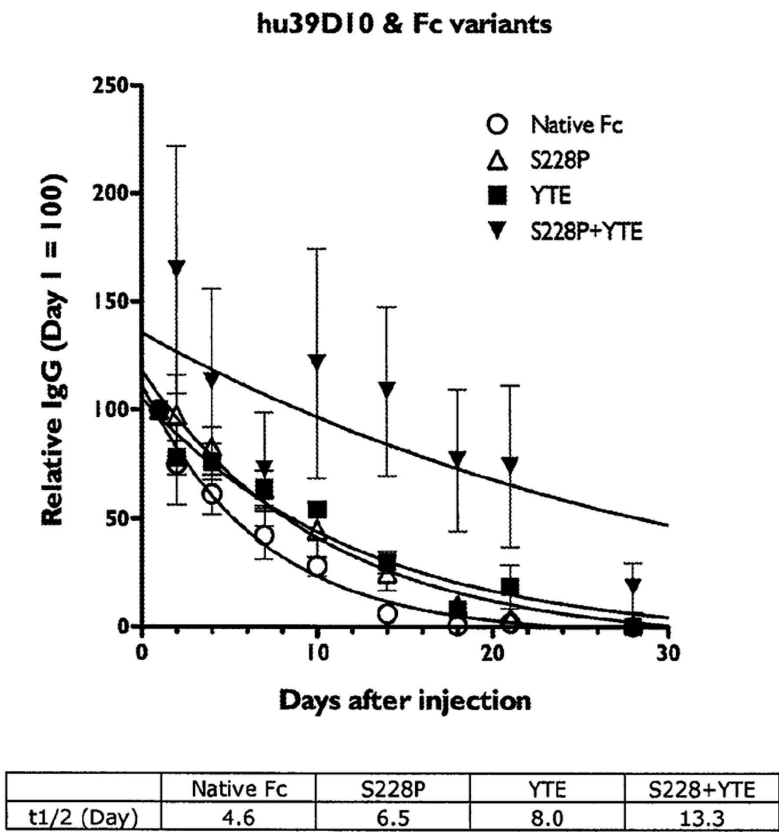 hu39D10 & Fc variants
250
200
150
100
50
0
Relative IgG (Day 1 = 100)
Native Fc
S228P
YTE
S228P+YTE
0 10 20 30
Days after injection
Native Fc S228P YTE S228+YTE
t1/2 (Day) 4.6 6.5 8.0 13.3